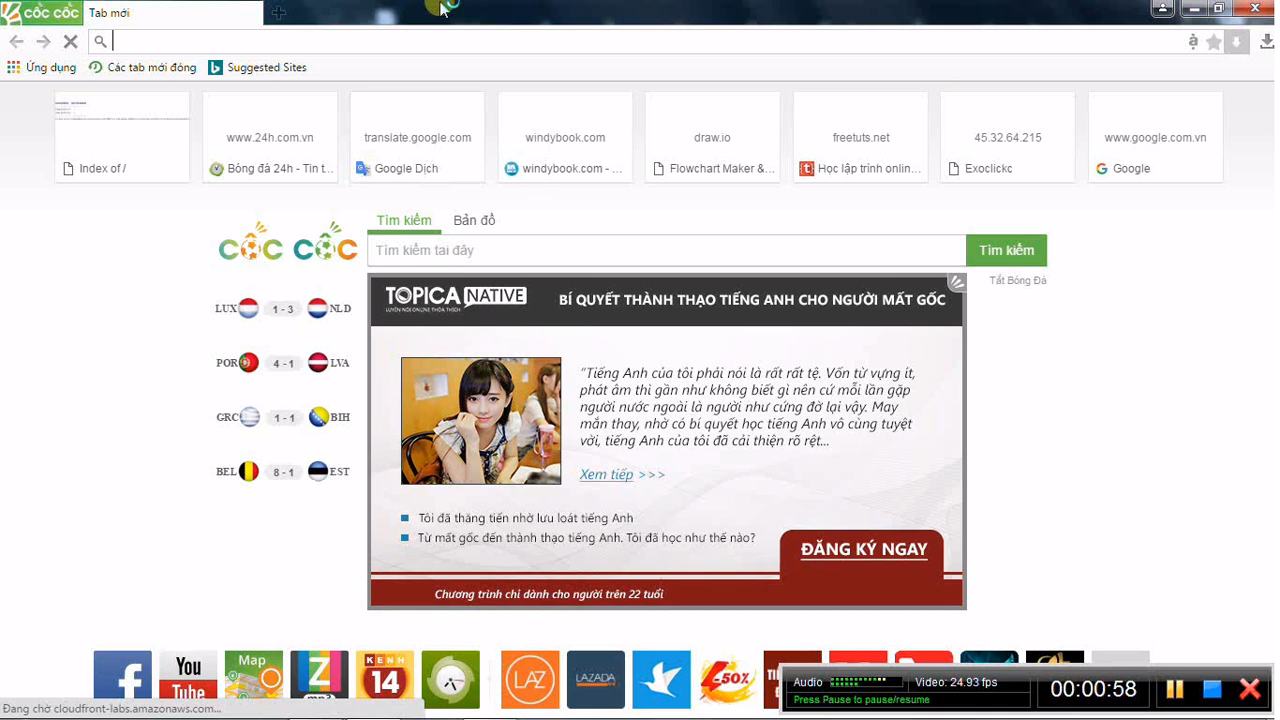 cốc cốc
Tab mới
Ứng dụng
Các tab mới đóng
Suggested Sites
www.24h.com.vn
translate.google.com
windybook.com
draw.io
freetuts.net
45.32.64.215
www.google.com.vn
Index of /
Bóng đá 24h - Tin t...
Google Dịch
windybook.com - ...
Flowchart Maker &...
Học lập trình onlin...
Exoclickc
Google
Tìm kiếm
Bản đồ
cốc cốc
Tìm kiếm tại đây
Tìm kiếm
Tắt Bóng Đá
LUX 1 - 3 NLD
POR 4 - 1 LVA
GRC 1 - 1 BIH
BEL 8 - 1 EST
TOPICA NATIVE
LUYỆN NÓI ONLINE THỎA THÍCH
BÍ QUYẾT THÀNH THẠO TIẾNG ANH CHO NGƯỜI MẤT GỐC
“Tiếng Anh của tôi phải nói là rất rất tệ. Vốn từ vựng ít,
phát âm thì gần như không biết gì nên cứ mỗi lần gặp
người nước ngoài là người như cứng đờ lại vậy. May
mắn thay, nhờ có bí quyết học tiếng Anh vô cùng tuyệt
vời, tiếng Anh của tôi đã cải thiện rõ rệt...
Xem tiếp >>>
Tôi đã thăng tiến nhờ lưu loát tiếng Anh
Từ mất gốc đến thành thạo tiếng Anh. Tôi đã học như thế nào?
ĐĂNG KÝ NGAY
Chương trình chỉ dành cho người trên 22 tuổi
f
You Tube
Map
Z mp3
KENH 14
LAZ
LAZADA
50%
Audio
Video: 24.93 fps
Press Pause to pause/resume
00:00:58
Đang chờ cloudfront-labs.amazonaws.com...